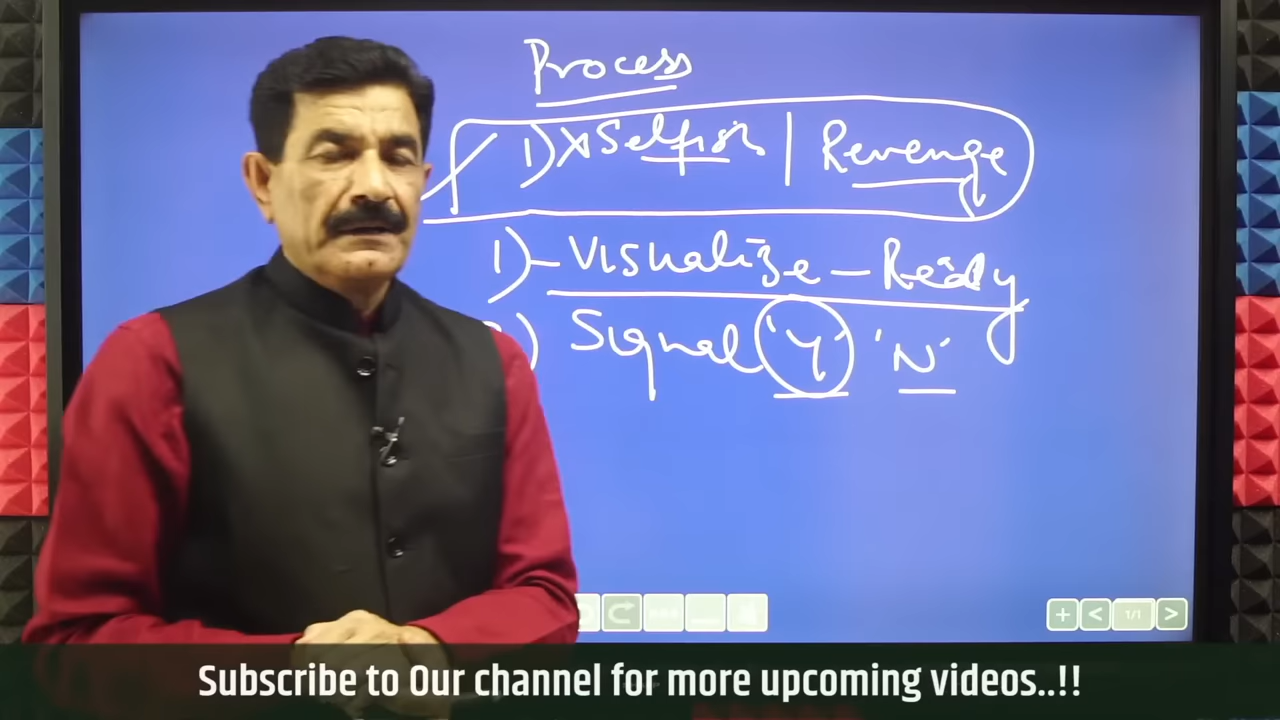 Process
1) X Selfish | Revenge
1) – Visualize – Ready
) Signal 'Y' 'N'
+ < 1/1 >
Subscribe to Our channel for more upcoming videos..!!